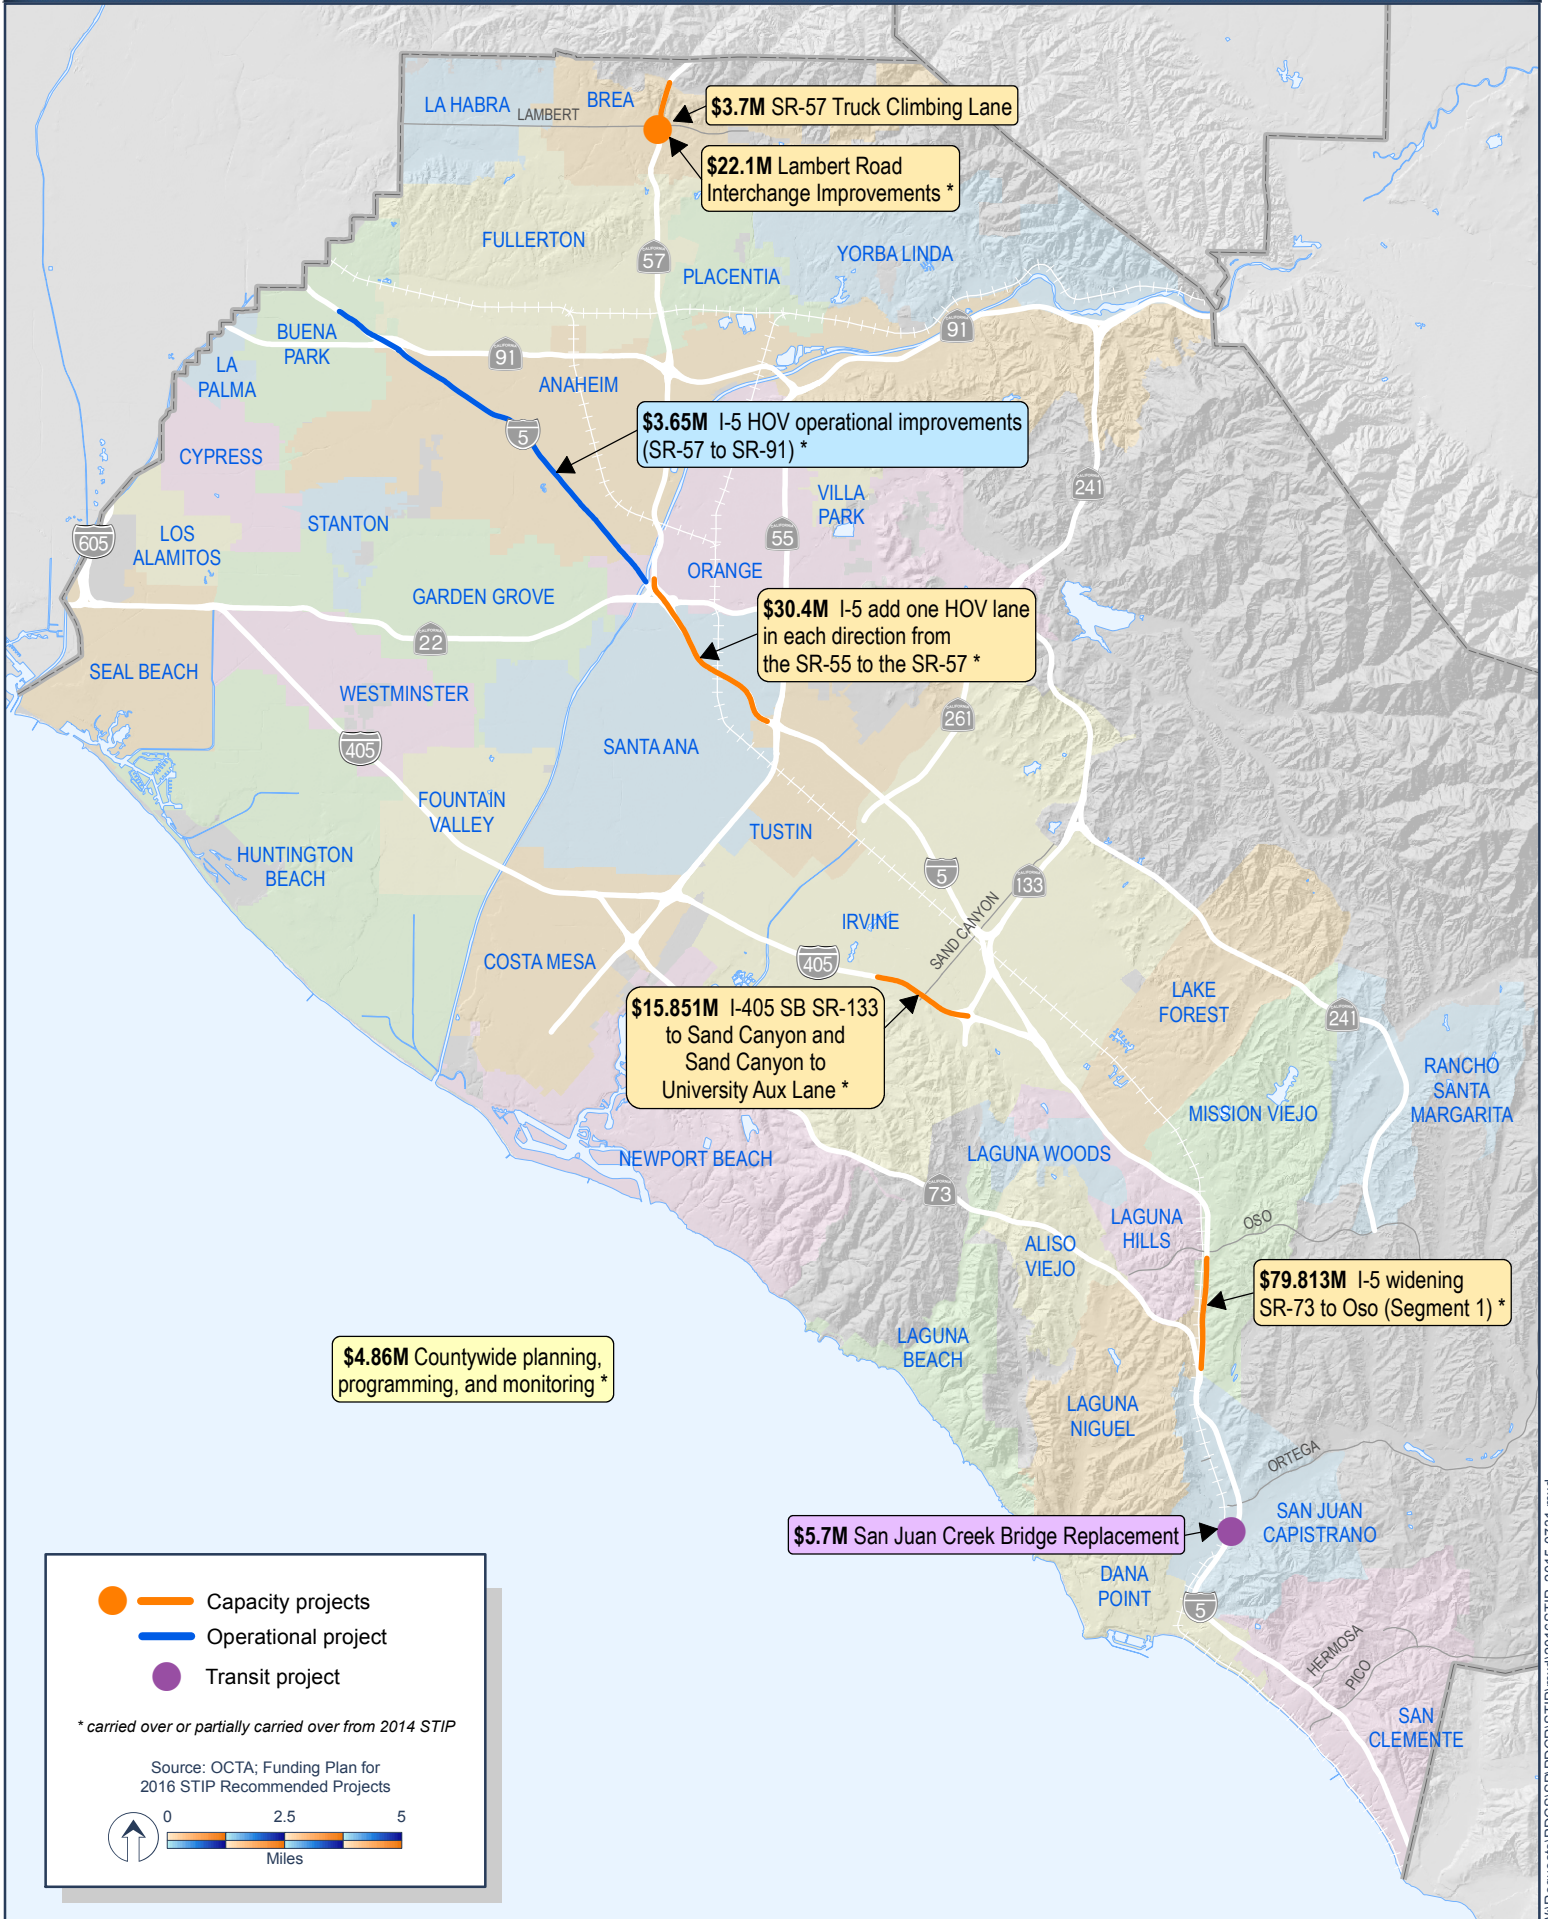 LA HABRA
BREA
LAMBERT
$3.7M SR-57 Truck Climbing Lane
$22.1M Lambert Road
Interchange Improvements *
FULLERTON
CALIFORNIA
57
PLACENTIA
YORBA LINDA
BUENA
PARK
CALIFORNIA
91
CALIFORNIA
91
LA
PALMA
ANAHEIM
$3.65M I-5 HOV operational improvements
(SR-57 to SR-91) *
5
CYPRESS
CALIFORNIA
241
VILLA
PARK
STANTON
LOS
ALAMITOS
605
CALIFORNIA
55
ORANGE
GARDEN GROVE
$30.4M I-5 add one HOV lane
in each direction from
the SR-55 to the SR-57 *
CALIFORNIA
22
SEAL BEACH
WESTMINSTER
CALIFORNIA
261
405
SANTA ANA
FOUNTAIN
VALLEY
TUSTIN
HUNTINGTON
BEACH
5
CALIFORNIA
133
IRVINE
SAND CANYON
COSTA MESA
405
$15.851M I-405 SB SR-133
to Sand Canyon and
Sand Canyon to
University Aux Lane *
LAKE
FOREST
CALIFORNIA
241
RANCHO
SANTA
MARGARITA
MISSION VIEJO
NEWPORT BEACH
LAGUNA WOODS
CALIFORNIA
73
LAGUNA
HILLS
OSO
ALISO
VIEJO
$79.813M I-5 widening
SR-73 to Oso (Segment 1) *
LAGUNA
BEACH
$4.86M Countywide planning,
programming, and monitoring *
LAGUNA
NIGUEL
ORTEGA
$5.7M San Juan Creek Bridge Replacement
SAN JUAN
CAPISTRANO
DANA
POINT
5
HERMOSA
PICO
SAN
CLEMENTE
Capacity projects
Operational project
Transit project
* carried over or partially carried over from 2014 STIP
Source: OCTA; Funding Plan for
2016 STIP Recommended Projects
0 2.5 5
Miles